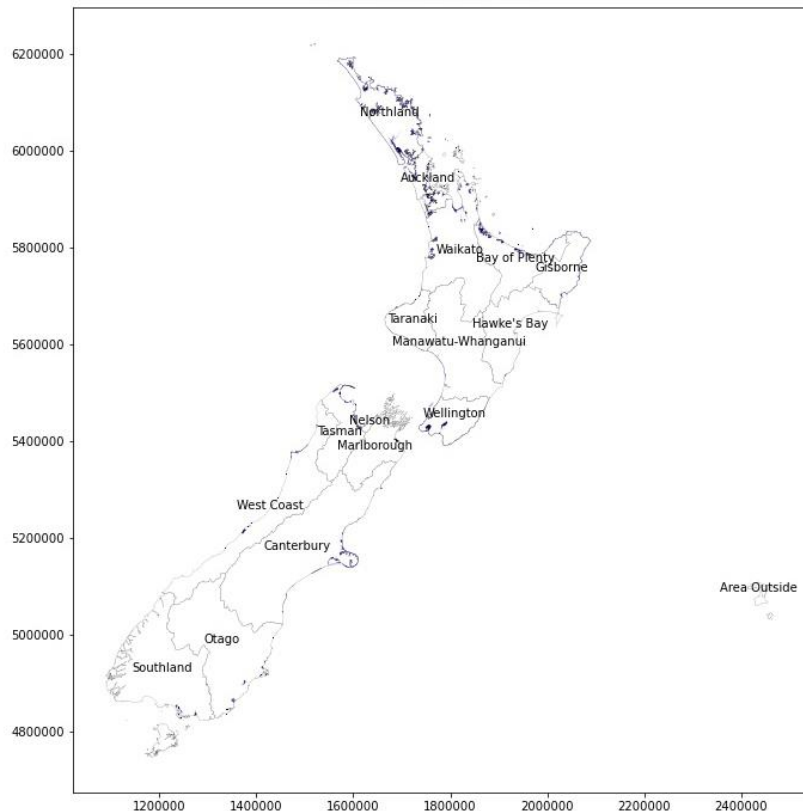 6200000
Northland
6000000
Auckland
5800000
Waikato
Bay of Plenty
Gisborne
Taranaki
Hawke's Bay
5600000
Manawatu-Whanganui
Nelson
Wellington
Tasman
5400000
Marlborough
West Coast
5200000
Canterbury
Area Outside
5000000
Otago
Southland
4800000
1200000 1400000 1600000 1800000 2000000 2200000 2400000